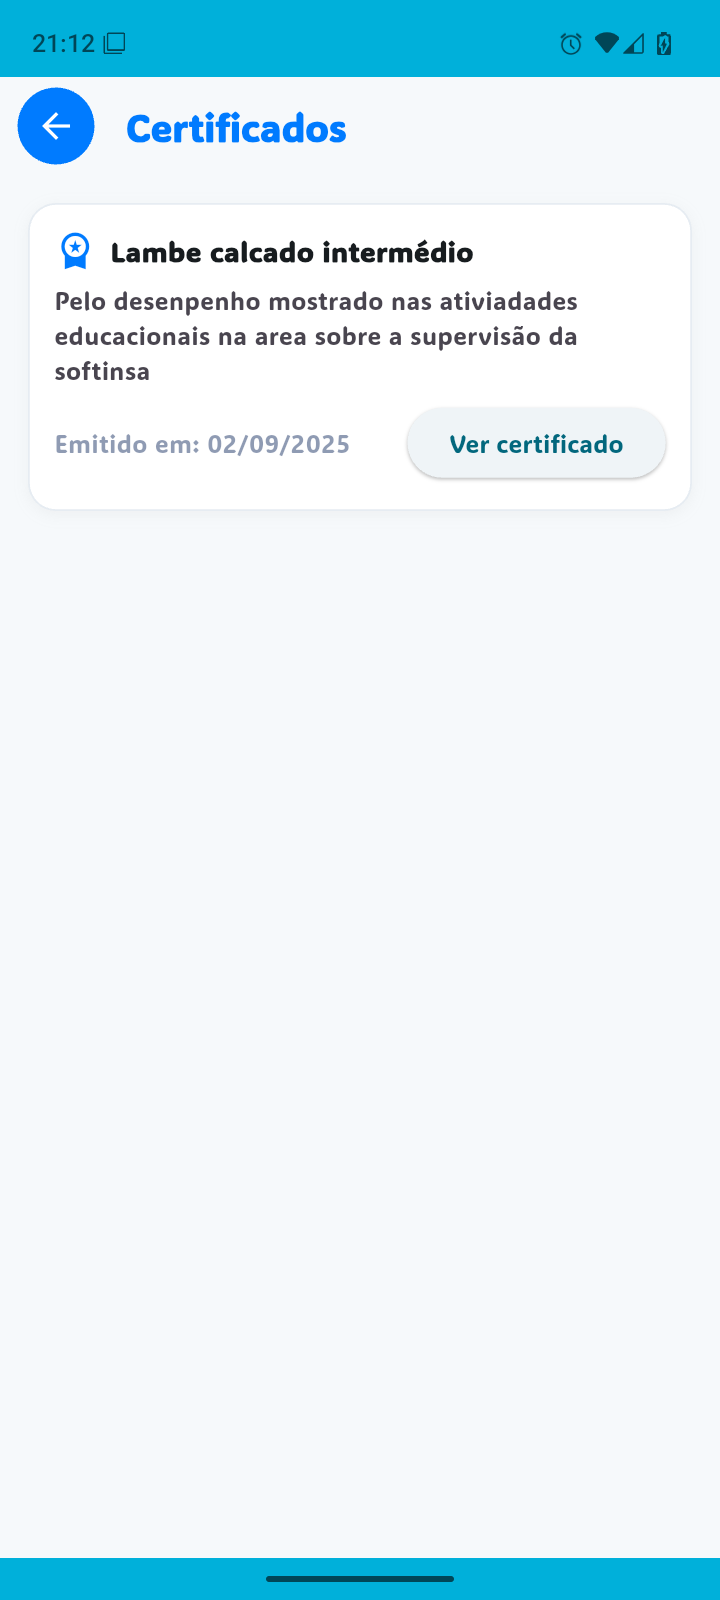 21:12
Certificados
Lambe calcado intermédio
Pelo desenpenho mostrado nas ativiadades
educacionais na area sobre a supervisão da
softinsa
Emitido em: 02/09/2025
Ver certificado